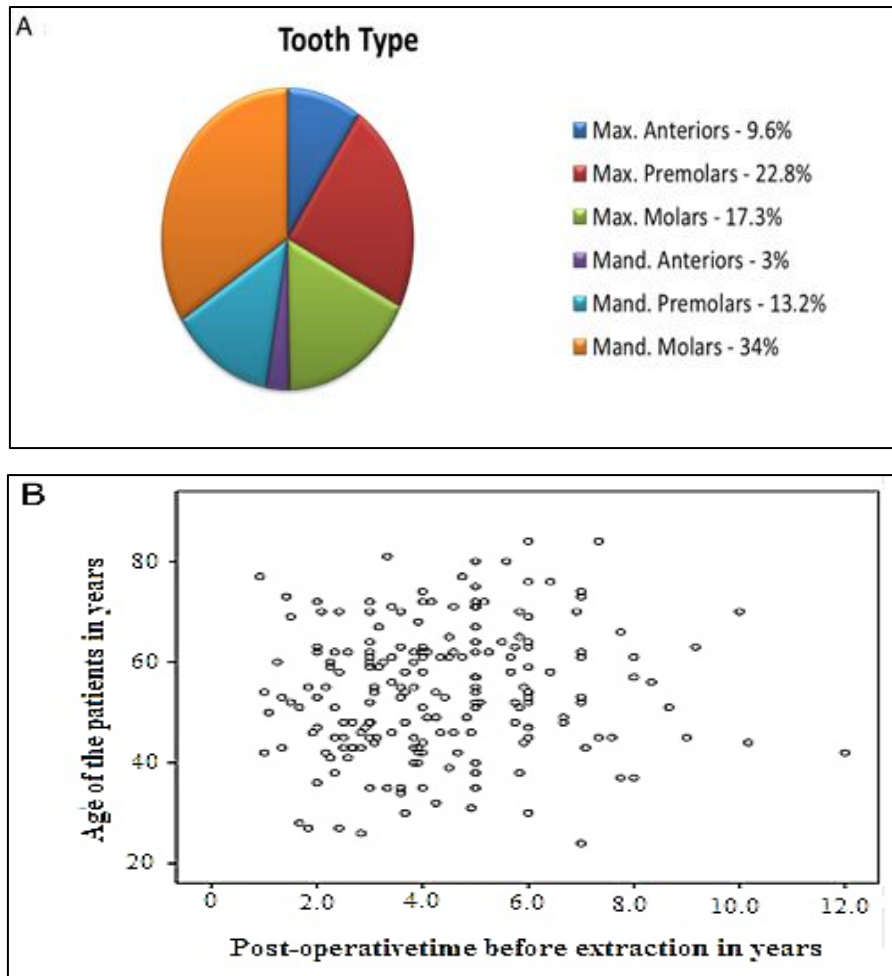 A
Tooth Type
Max. Anteriors - 9.6%
Max. Premolars - 22.8%
Max. Molars - 17.3%
Mand. Anteriors - 3%
Mand. Premolars - 13.2%
Mand. Molars - 34%
B
Age of the patients in years
80
60
40
20
0 2.0 4.0 6.0 8.0 10.0 12.0
Post-operativetime before extraction in years